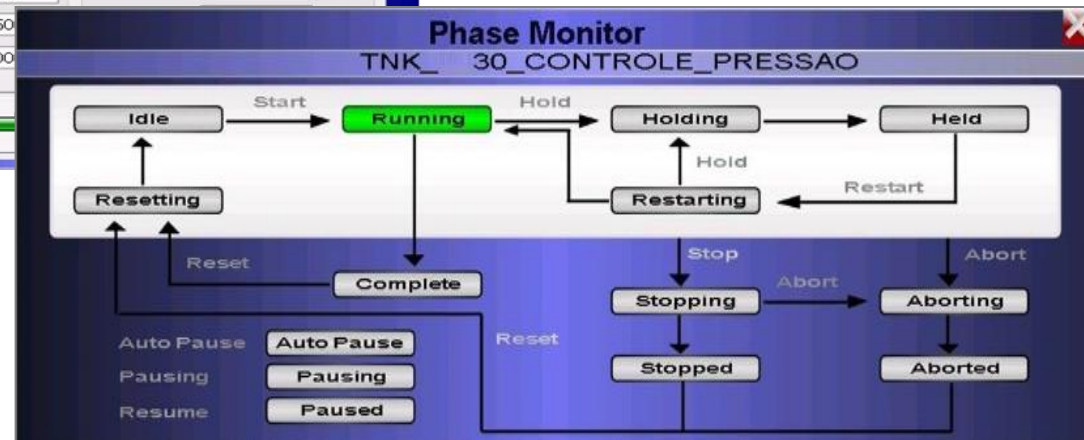 Phase Monitor
TNK_ 30_CONTROLE_PRESSAO
Start
Hold
Idle
Running
Holding
Held
Hold
Restart
Resetting
Restarting
Reset
Stop
Abort
Complete
Abort
Stopping
Aborting
Auto Pause
Auto Pause
Reset
Pausing
Pausing
Stopped
Aborted
Resume
Paused